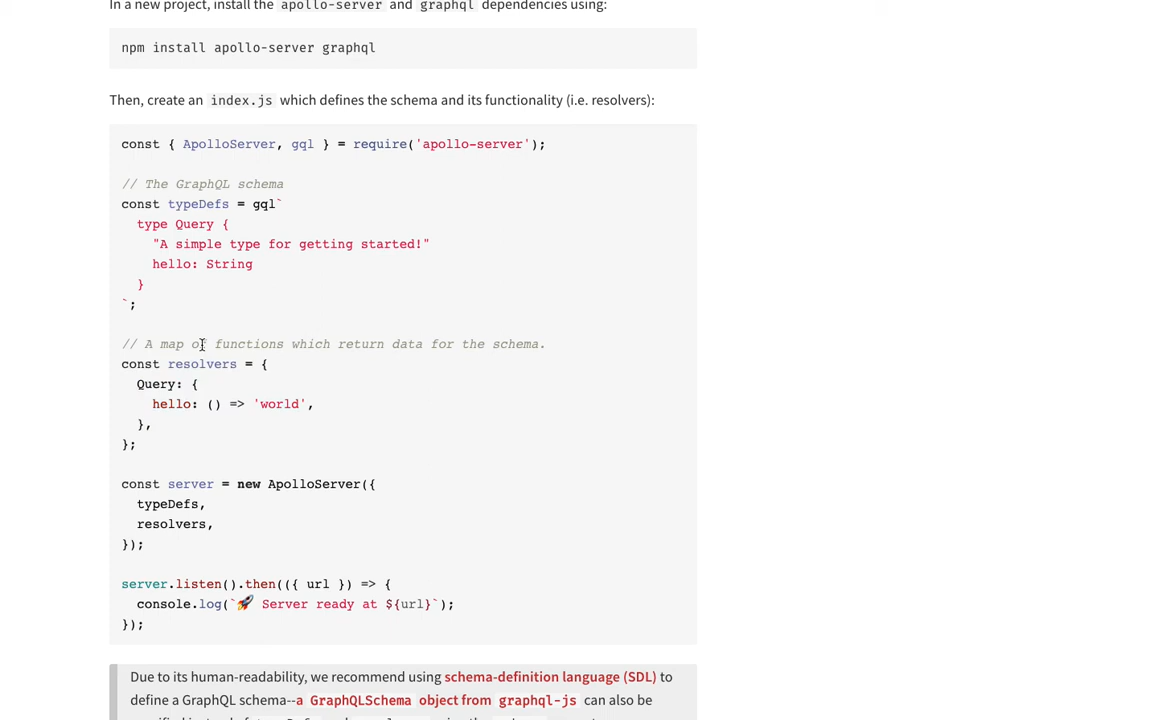 In a new project, install the apollo-server and graphql dependencies using:
npm install apollo-server graphql
Then, create an index.js which defines the schema and its functionality (i.e. resolvers):
const { ApolloServer, gql } = require('apollo-server');
// The GraphQL schema
const typeDefs = gql`
type Query {
"A simple type for getting started!"
hello: String
}
`;
// A map of functions which return data for the schema.
const resolvers = {
Query: {
hello: () => 'world',
},
};
const server = new ApolloServer({
typeDefs,
resolvers,
});
server.listen().then(({ url }) => {
console.log(`🚀 Server ready at ${url}`);
});
Due to its human-readability, we recommend using schema-definition language (SDL) to
define a GraphQL schema--a GraphQLSchema object from graphql-js can also be